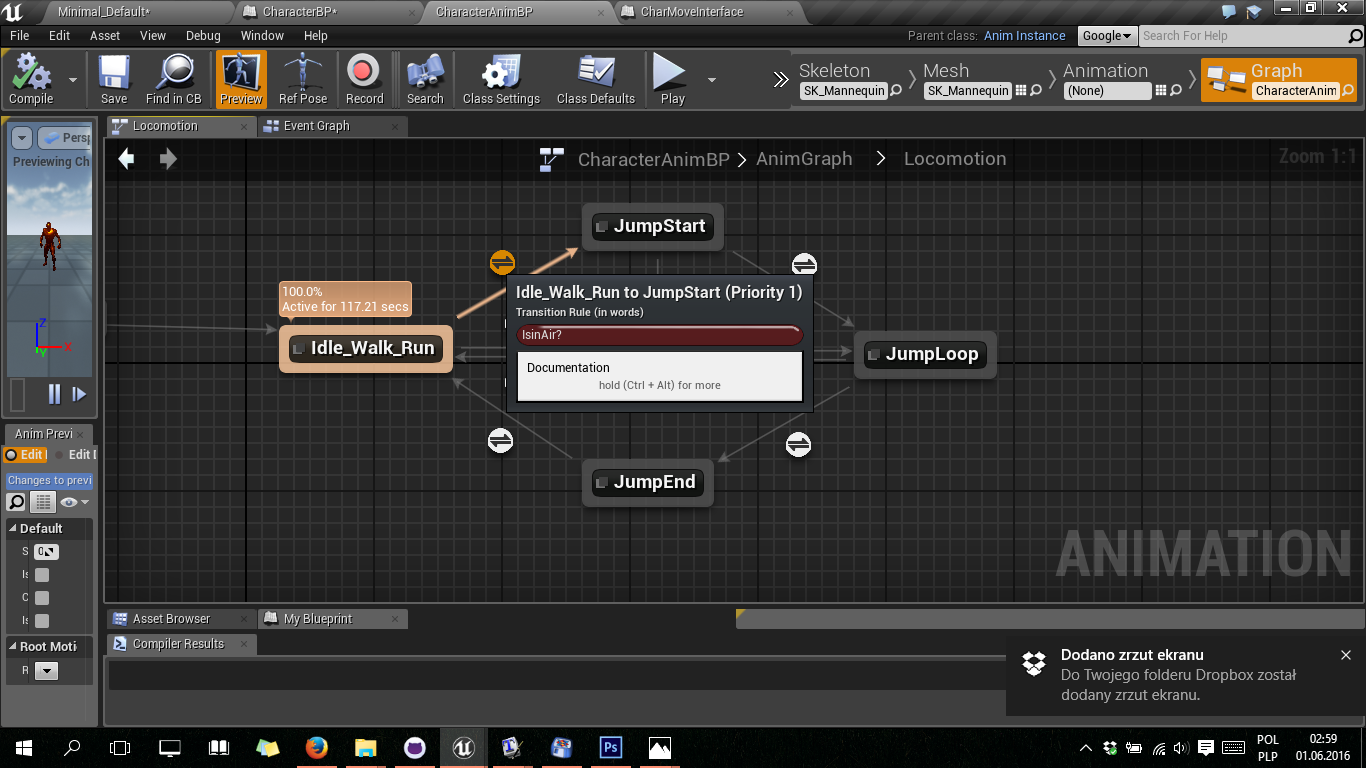 Minimal_Default*
CharacterBP*
CharacterAnimBP
CharMoveInterface
File Edit Asset View Debug Window Help
Parent class: Anim Instance
Google
Search For Help
Compile
Save
Find in CB
Preview
Ref Pose
Record
Search
Class Settings
Class Defaults
Play
Skeleton
SK_Mannequin
Mesh
SK_Mannequin
Animation
(None)
Graph
CharacterAnim
Locomotion
Event Graph
Persp
Previewing Ch
CharacterAnimBP > AnimGraph > Locomotion
Zoom 1:1
JumpStart
100.0%
Active for 117.21 secs
Idle_Walk_Run
Idle_Walk_Run to JumpStart (Priority 1)
Transition Rule (in words)
IsinAir?
Documentation
hold (Ctrl + Alt) for more
JumpLoop
JumpEnd
ANIMATION
Z
X
Y
Anim Previ
Edit
Edit
Changes to previ
Default
S
Is
C
Is
Root Moti
R
Asset Browser
My Blueprint
Compiler Results
Dodano zrzut ekranu
Do Twojego folderu Dropbox został
dodany zrzut ekranu.
Ps
POL
PLP
02:59
01.06.2016